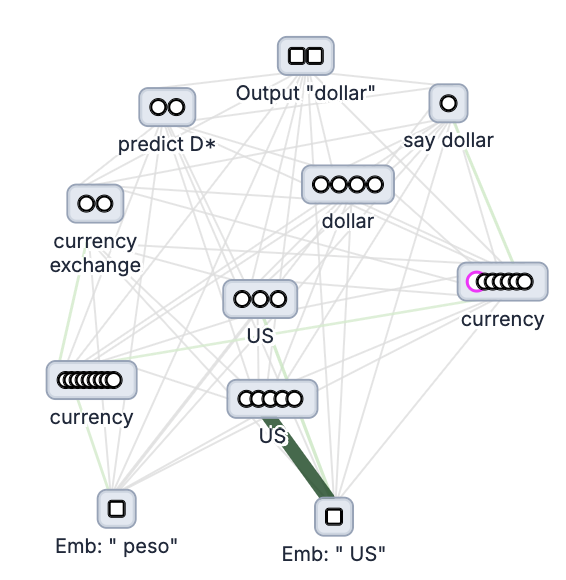 Output "dollar"
predict D*
say dollar
dollar
currency
exchange
currency
US
currency
US
Emb: " peso"
Emb: " US"